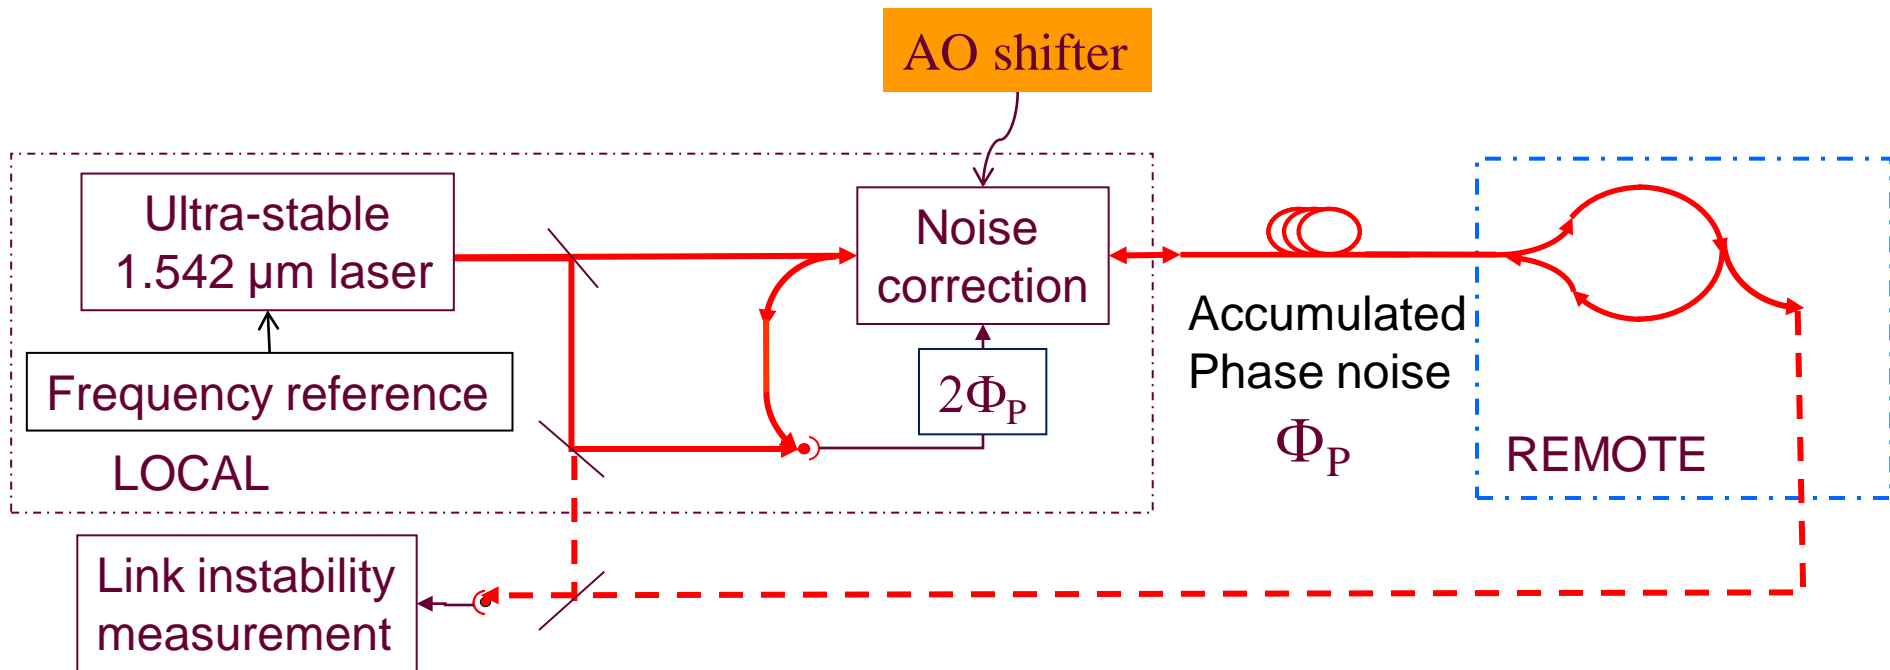 AO shifter
Ultra-stable
1.542 µm laser
Noise
correction
Frequency reference
2Φ_P
Accumulated
Phase noise
Φ_P
LOCAL
REMOTE
Link instability
measurement